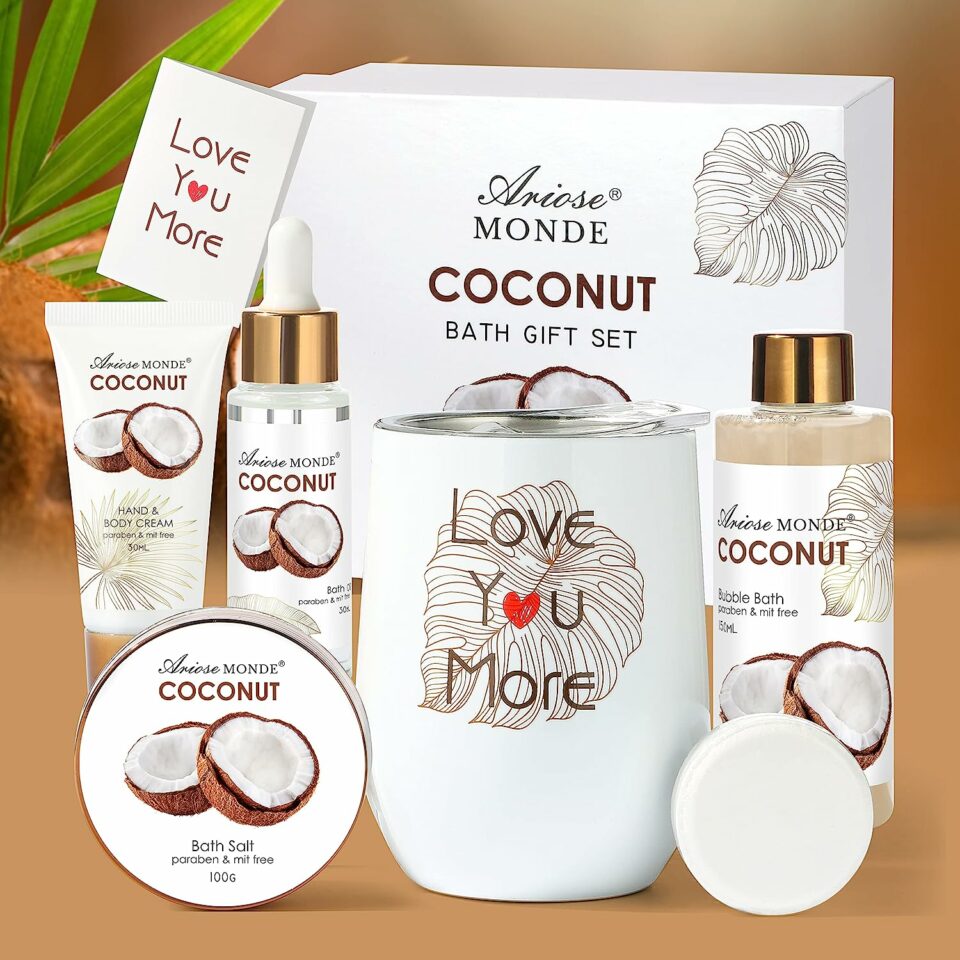 Love
You
More
Ariose®
MONDE
COCONUT
BATH GIFT SET
Ariose MONDE®
COCONUT
HAND &
BODY CREAM
paraben & mit free
30ML
Ariose MONDE®
COCONUT
Bath
paraben & mit free
Love
You
More
Ariose MONDE®
COCONUT
Bubble Bath
paraben & mit free
150ML
Ariose MONDE®
COCONUT
Bath Salt
paraben & mit free
100G